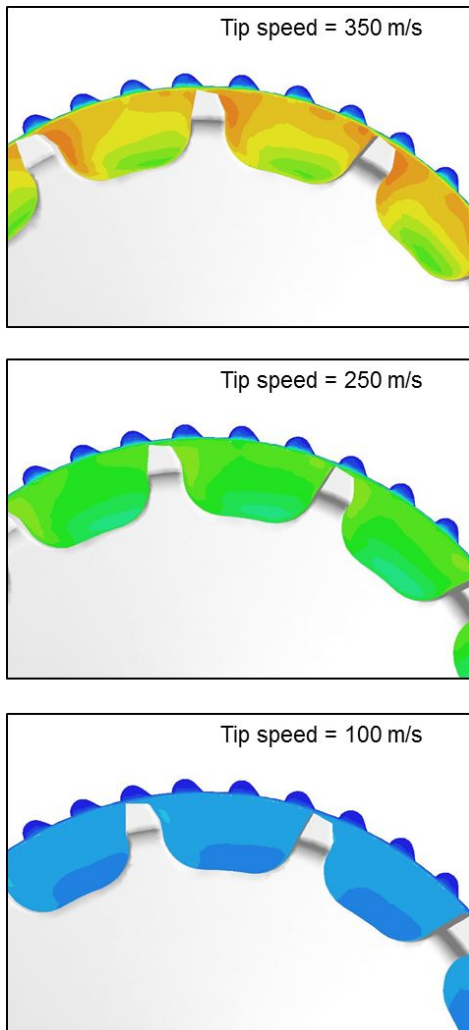 Tip speed = 350 m/s
Tip speed = 250 m/s
Tip speed = 100 m/s